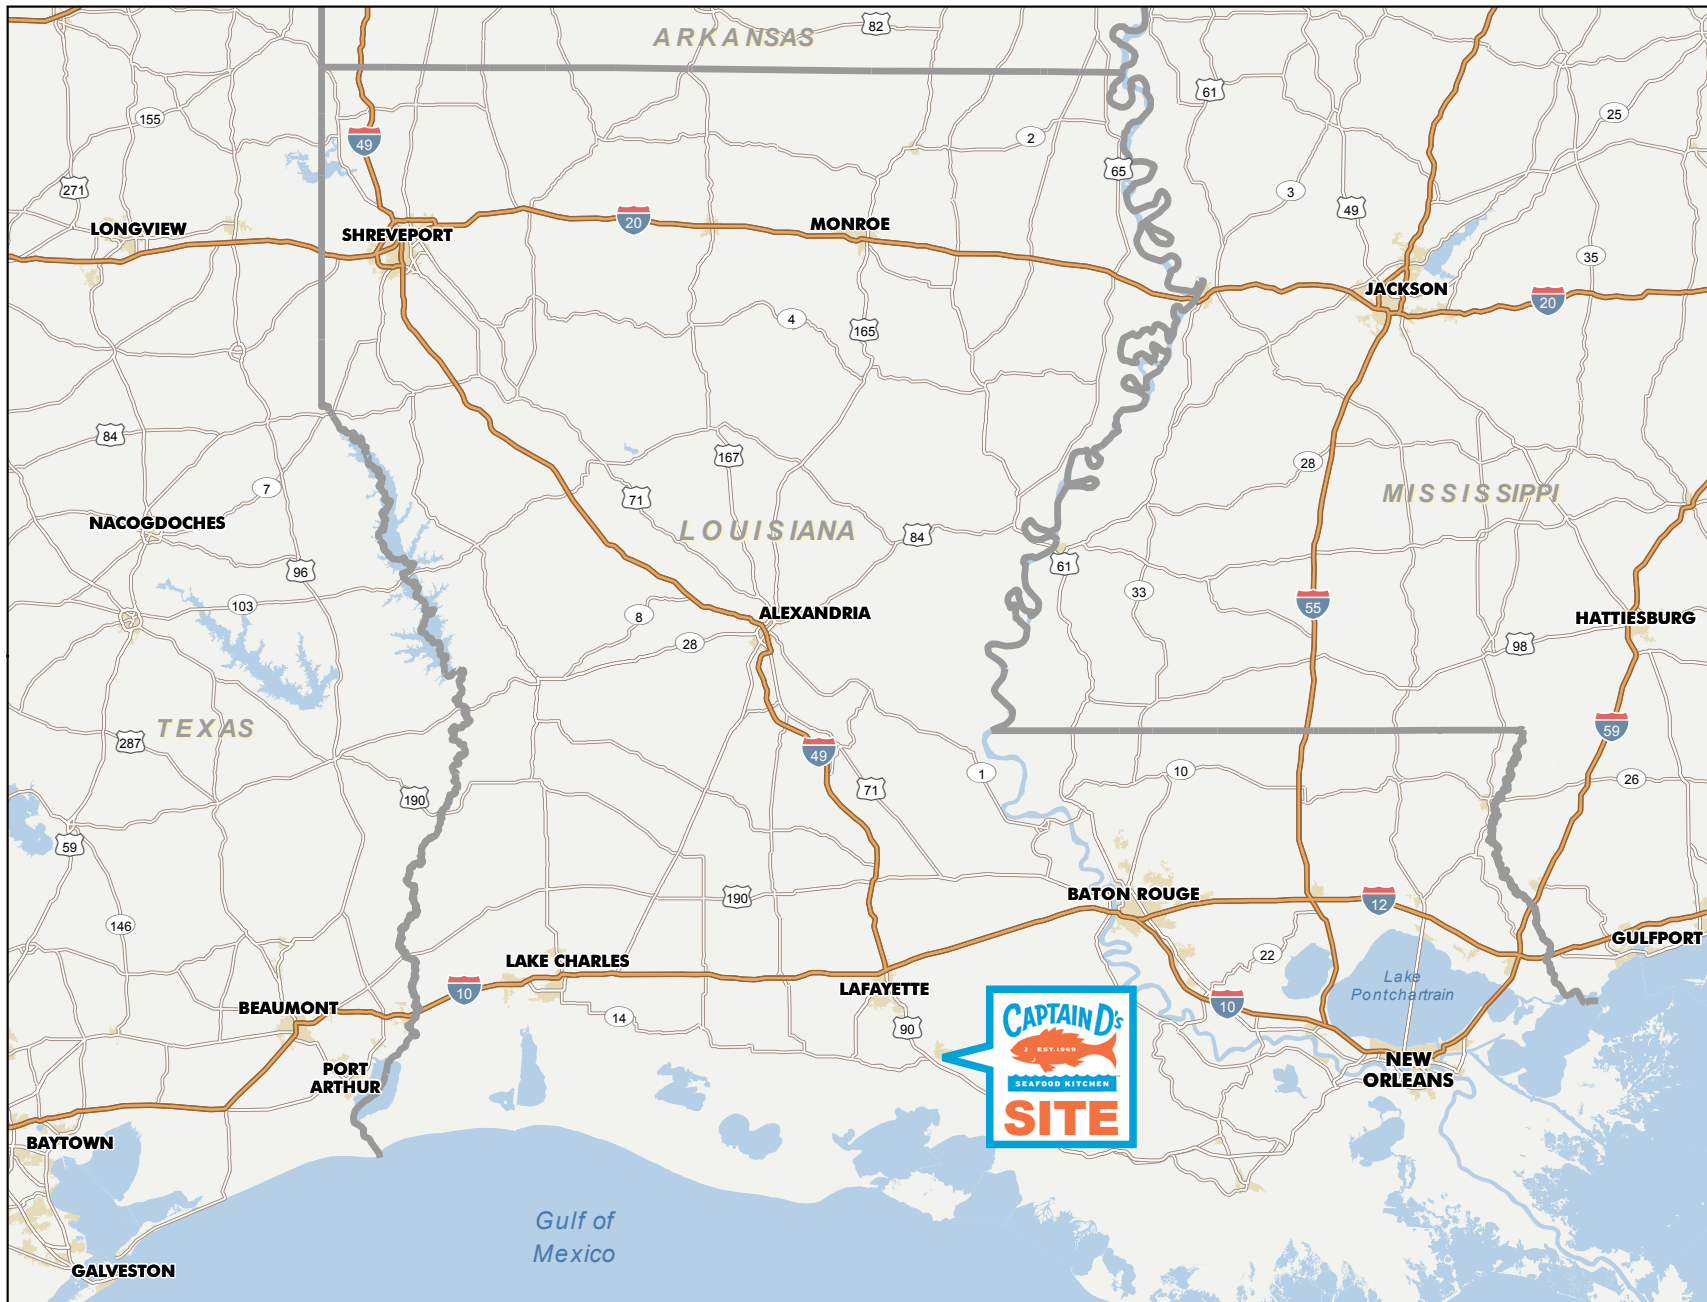 ARKANSAS
82
61
25
155
49
2
65
271
3
49
LONGVIEW
SHREVEPORT
20
MONROE
35
JACKSON
20
4
165
84
167
28
7
71
MISSISSIPPI
NACOGDOCHES
LOUISIANA
84
96
61
33
103
8
ALEXANDRIA
55
HATTIESBURG
28
98
TEXAS
287
49
59
1
10
26
190
71
59
190
BATON ROUGE
12
146
GULFPORT
22
LAKE CHARLES
10
LAFAYETTE
Lake
Pontchartrain
BEAUMONT
14
90
10
CAPTAIN D's
EST. 1969
SEAFOOD KITCHEN
SITE
PORT
ARTHUR
NEW
ORLEANS
BAYTOWN
Gulf of
Mexico
GALVESTON